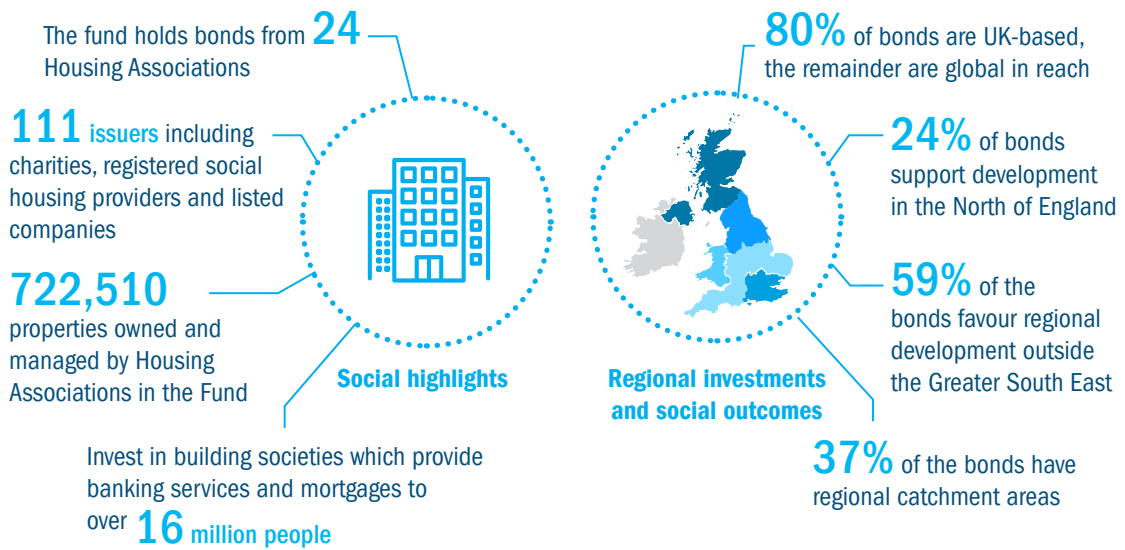 The fund holds bonds from 24
Housing Associations
111 issuers including
charities, registered social
housing providers and listed
companies
722,510
properties owned and
managed by Housing
Associations in the Fund
Social highlights
Invest in building societies which provide
banking services and mortgages to
over 16 million people
80% of bonds are UK-based,
the remainder are global in reach
24% of bonds
support development
in the North of England
59% of the
bonds favour regional
development outside
the Greater South East
Regional investments
and social outcomes
37% of the bonds have
regional catchment areas